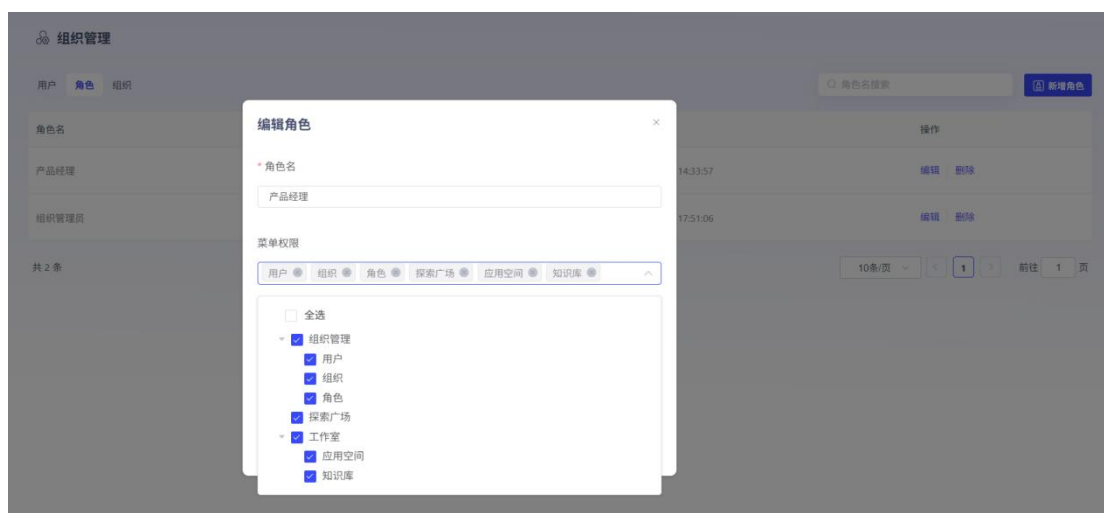 组织管理
用户 角色 组织
角色名搜索
新增角色
角色名
操作
产品经理
14:33:57
编辑 删除
组织管理员
17:51:06
编辑 删除
共 2 条
10条/页
1
前往 1 页
编辑角色
* 角色名
产品经理
菜单权限
用户 组织 角色 探索广场 应用空间 知识库
全选
组织管理
用户
组织
角色
探索广场
工作室
应用空间
知识库